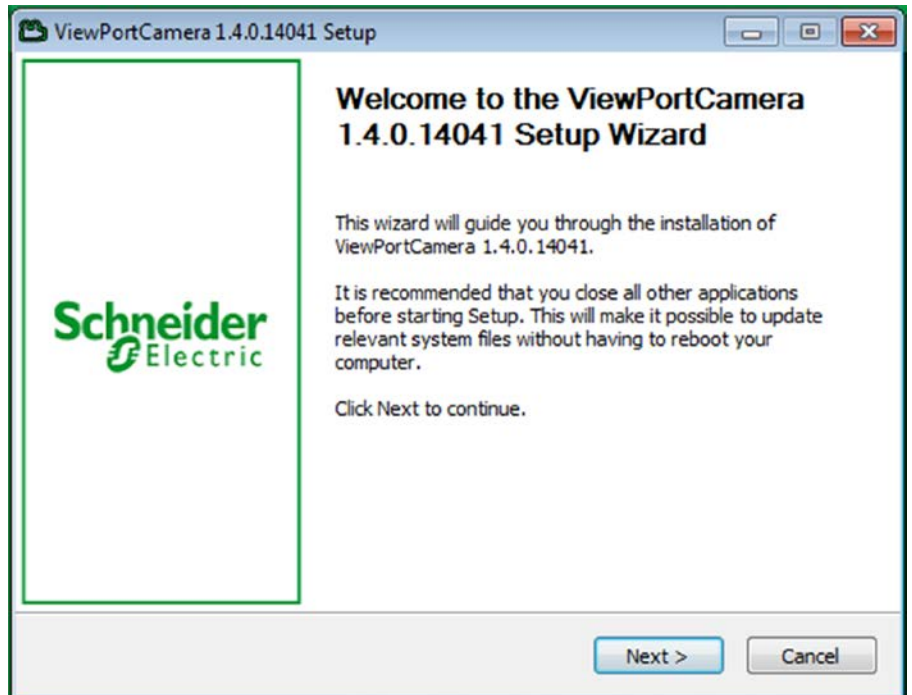 ViewPortCamera 1.4.0.14041 Setup
Welcome to the ViewPortCamera
1.4.0.14041 Setup Wizard
This wizard will guide you through the installation of
ViewPortCamera 1.4.0.14041.
It is recommended that you close all other applications
before starting Setup. This will make it possible to update
relevant system files without having to reboot your
computer.
Click Next to continue.
Schneider
Electric
Next >
Cancel